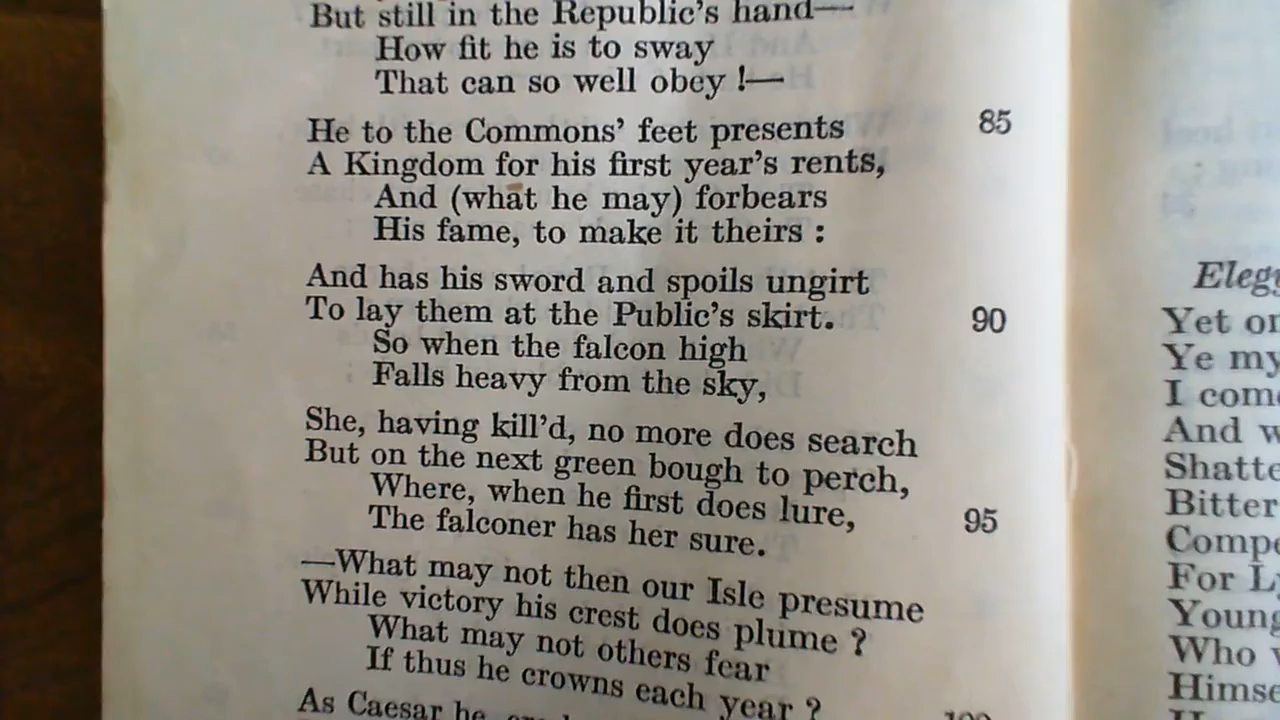 But still in the Republic's hand—
How fit he is to sway
That can so well obey !—
He to the Commons' feet presents 85
A Kingdom for his first year's rents,
And (what he may) forbears
His fame, to make it theirs :
And has his sword and spoils ungirt
To lay them at the Public's skirt. 90
So when the falcon high
Falls heavy from the sky,
She, having kill'd, no more does search
But on the next green bough to perch,
Where, when he first does lure, 95
The falconer has her sure.
—What may not then our Isle presume
While victory his crest does plume ?
What may not others fear
If thus he crowns each year ?
As Caesar he,
Yet
Ye my
I
And
Bitter
For
Who